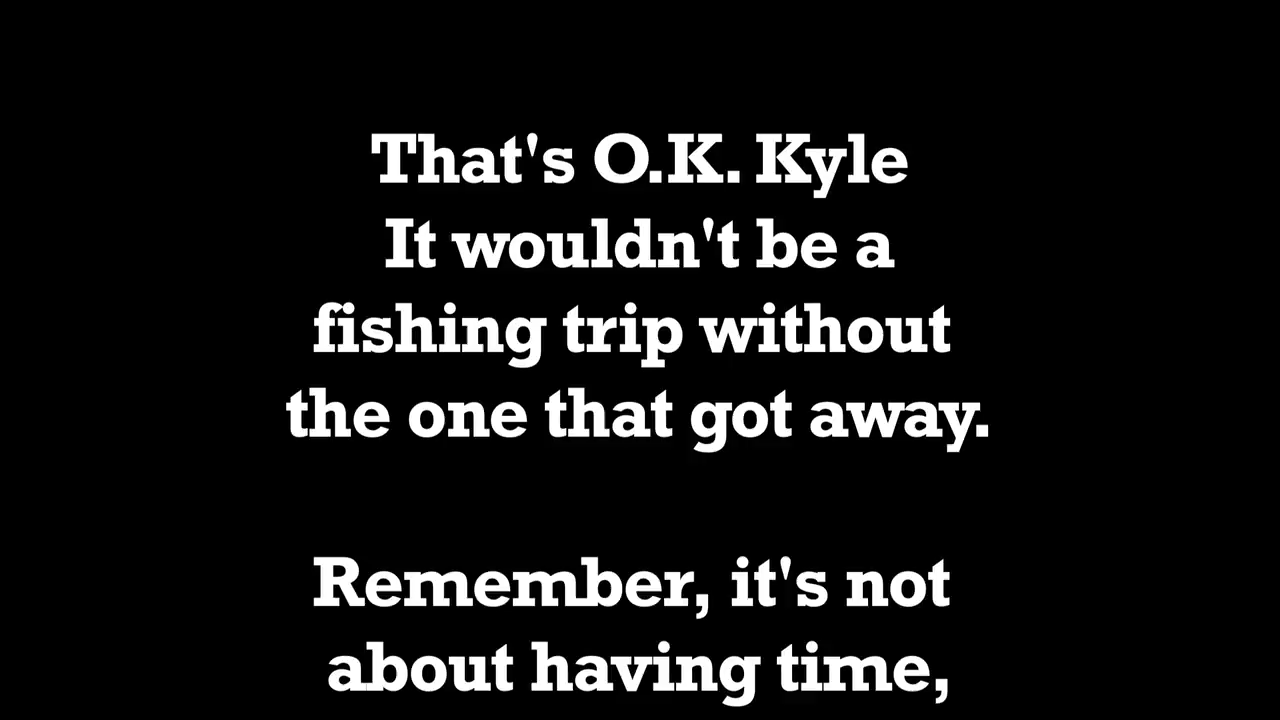 That's O.K. Kyle
It wouldn't be a
fishing trip without
the one that got away.
Remember, it's not
about having time,